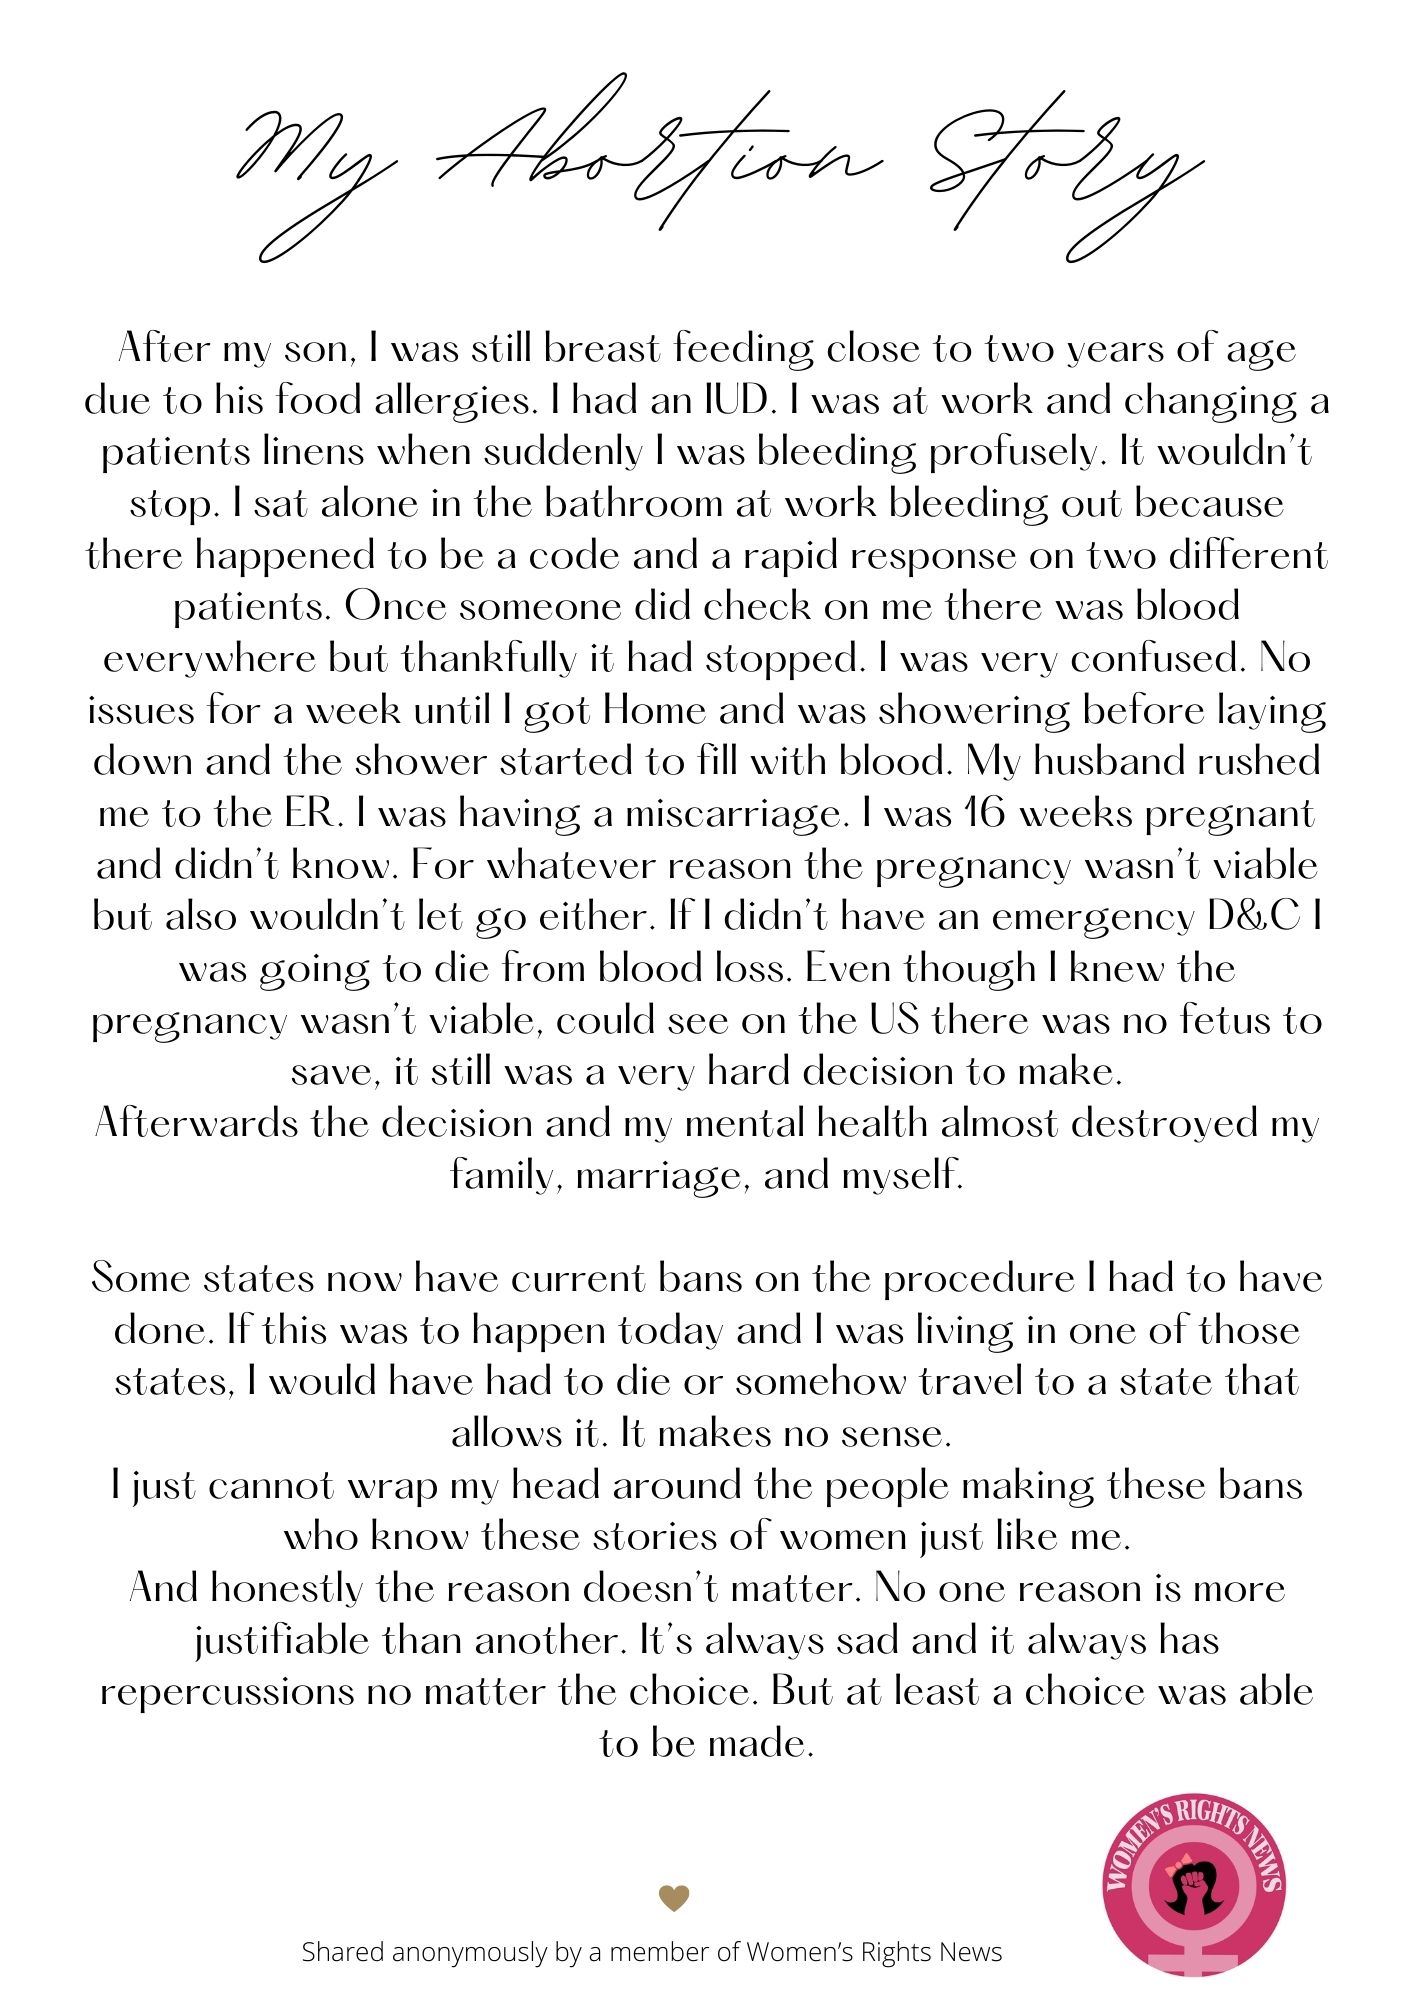 My Abortion Story
After my son, I was still breast feeding close to two years of age
due to his food allergies. I had an IUD. I was at work and changing a
patients linens when suddenly I was bleeding profusely. It wouldn't
stop. I sat alone in the bathroom at work bleeding out because
there happened to be a code and a rapid response on two different
patients. Once someone did check on me there was blood
everywhere but thankfully it had stopped. I was very confused. No
issues for a week until I got Home and was showering before laying
down and the shower started to fill with blood. My husband rushed
me to the ER. I was having a miscarriage. I was 16 weeks pregnant
and didn't know. For whatever reason the pregnancy wasn't viable
but also wouldn't let go either. If I didn't have an emergency D&C I
was going to die from blood loss. Even though I knew the
pregnancy wasn't viable, could see on the US there was no fetus to
save, it still was a very hard decision to make.
Afterwards the decision and my mental health almost destroyed my
family, marriage, and myself.
Some states now have current bans on the procedure I had to have
done. If this was to happen today and I was living in one of those
states, I would have had to die or somehow travel to a state that
allows it. It makes no sense.
I just cannot wrap my head around the people making these bans
who know these stories of women just like me.
And honestly the reason doesn't matter. No one reason is more
justifiable than another. It's always sad and it always has
repercussions no matter the choice. But at least a choice was able
to be made.
WOMEN'S RIGHTS NEWS
Shared anonymously by a member of Women's Rights News